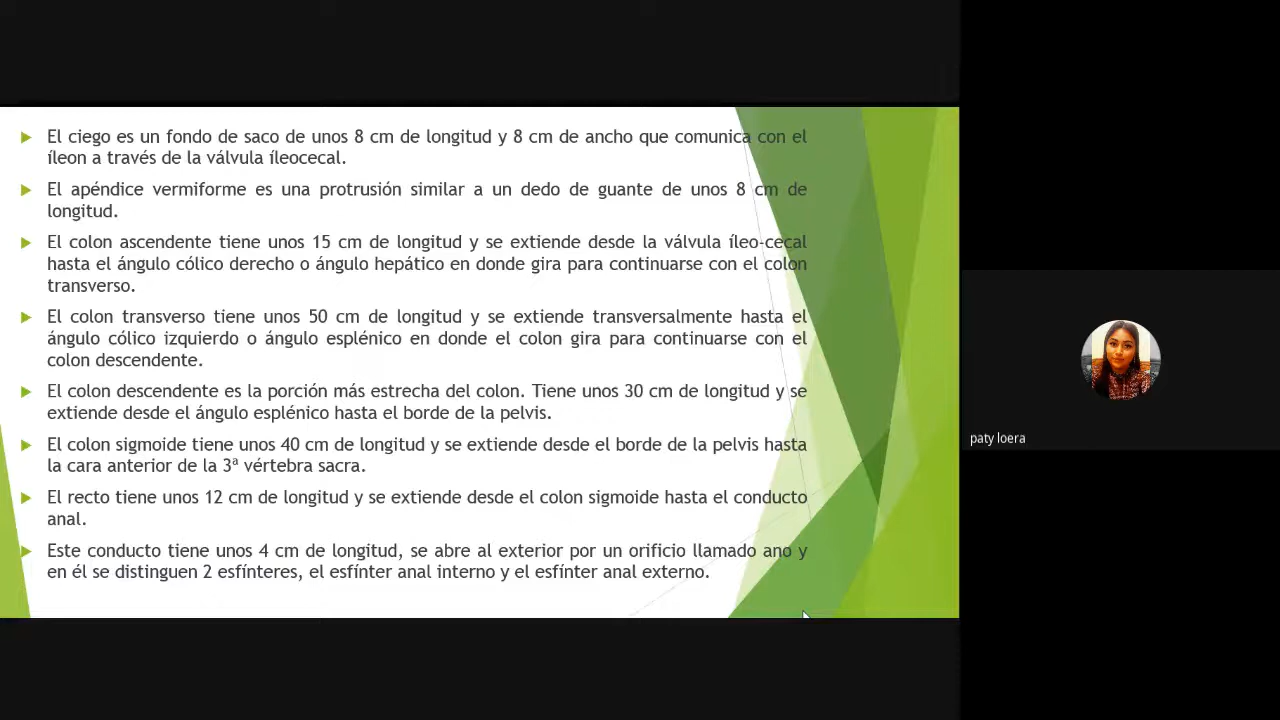 El ciego es un fondo de saco de unos 8 cm de longitud y 8 cm de ancho que comunica con el
íleon a través de la válvula íleocecal.
El apéndice vermiforme es una protrusión similar a un dedo de guante de unos 8 cm de
longitud.
El colon ascendente tiene unos 15 cm de longitud y se extiende desde la válvula íleo-cecal
hasta el ángulo cólico derecho o ángulo hepático en donde gira para continuarse con el colon
transverso.
El colon transverso tiene unos 50 cm de longitud y se extiende transversalmente hasta el
ángulo cólico izquierdo o ángulo esplénico en donde el colon gira para continuarse con el
colon descendente.
El colon descendente es la porción más estrecha del colon. Tiene unos 30 cm de longitud y se
extiende desde el ángulo esplénico hasta el borde de la pelvis.
El colon sigmoide tiene unos 40 cm de longitud y se extiende desde el borde de la pelvis hasta
la cara anterior de la 3ª vértebra sacra.
El recto tiene unos 12 cm de longitud y se extiende desde el colon sigmoide hasta el conducto
anal.
Este conducto tiene unos 4 cm de longitud, se abre al exterior por un orificio llamado ano y
en él se distinguen 2 esfínteres, el esfínter anal interno y el esfínter anal externo.
paty loera